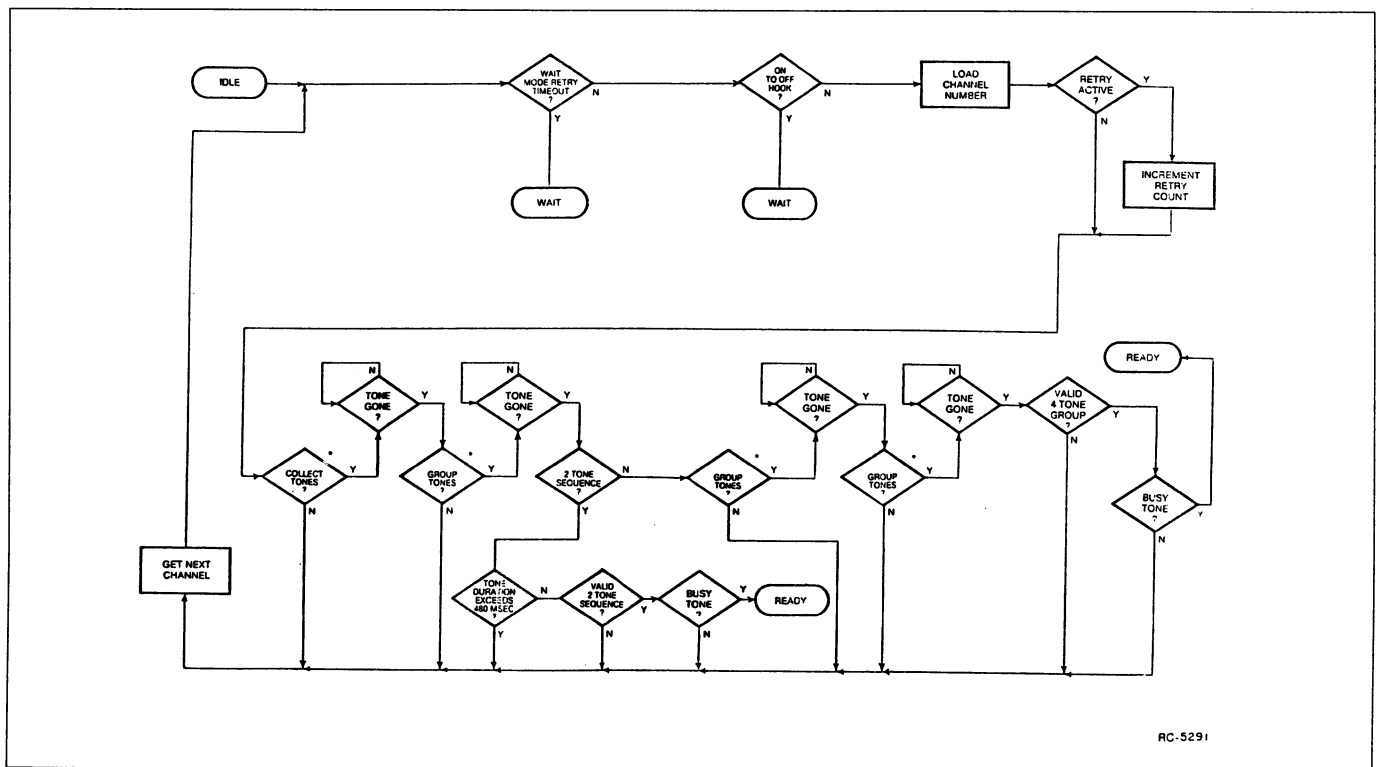 IDLE
WAIT
MODE RETRY
TIMEOUT
?
N
Y
WAIT
ON
TO OFF
HOOK
?
N
Y
WAIT
LOAD
CHANNEL
NUMBER
RETRY
ACTIVE
?
Y
N
INCREMENT
RETRY
COUNT
READY
N
TONE
GONE
?
Y
N
TONE
GONE
?
Y
N
TONE
GONE
?
Y
N
TONE
GONE
?
Y
VALID
4 TONE
GROUP
?
Y
N
COLLECT
TONES
?
*
Y
N
GROUP
TONES
?
*
Y
N
2 TONE
SEQUENCE
?
N
Y
GROUP
TONES
?
*
Y
N
GROUP
TONES
?
*
Y
N
BUSY
TONE
?
Y
N
GET NEXT
CHANNEL
TONE
DURATION
EXCEEDS
480 MSEC
?
N
Y
VALID
2 TONE
SEQUENCE
?
Y
N
BUSY
TONE
?
Y
N
READY
RC-5291